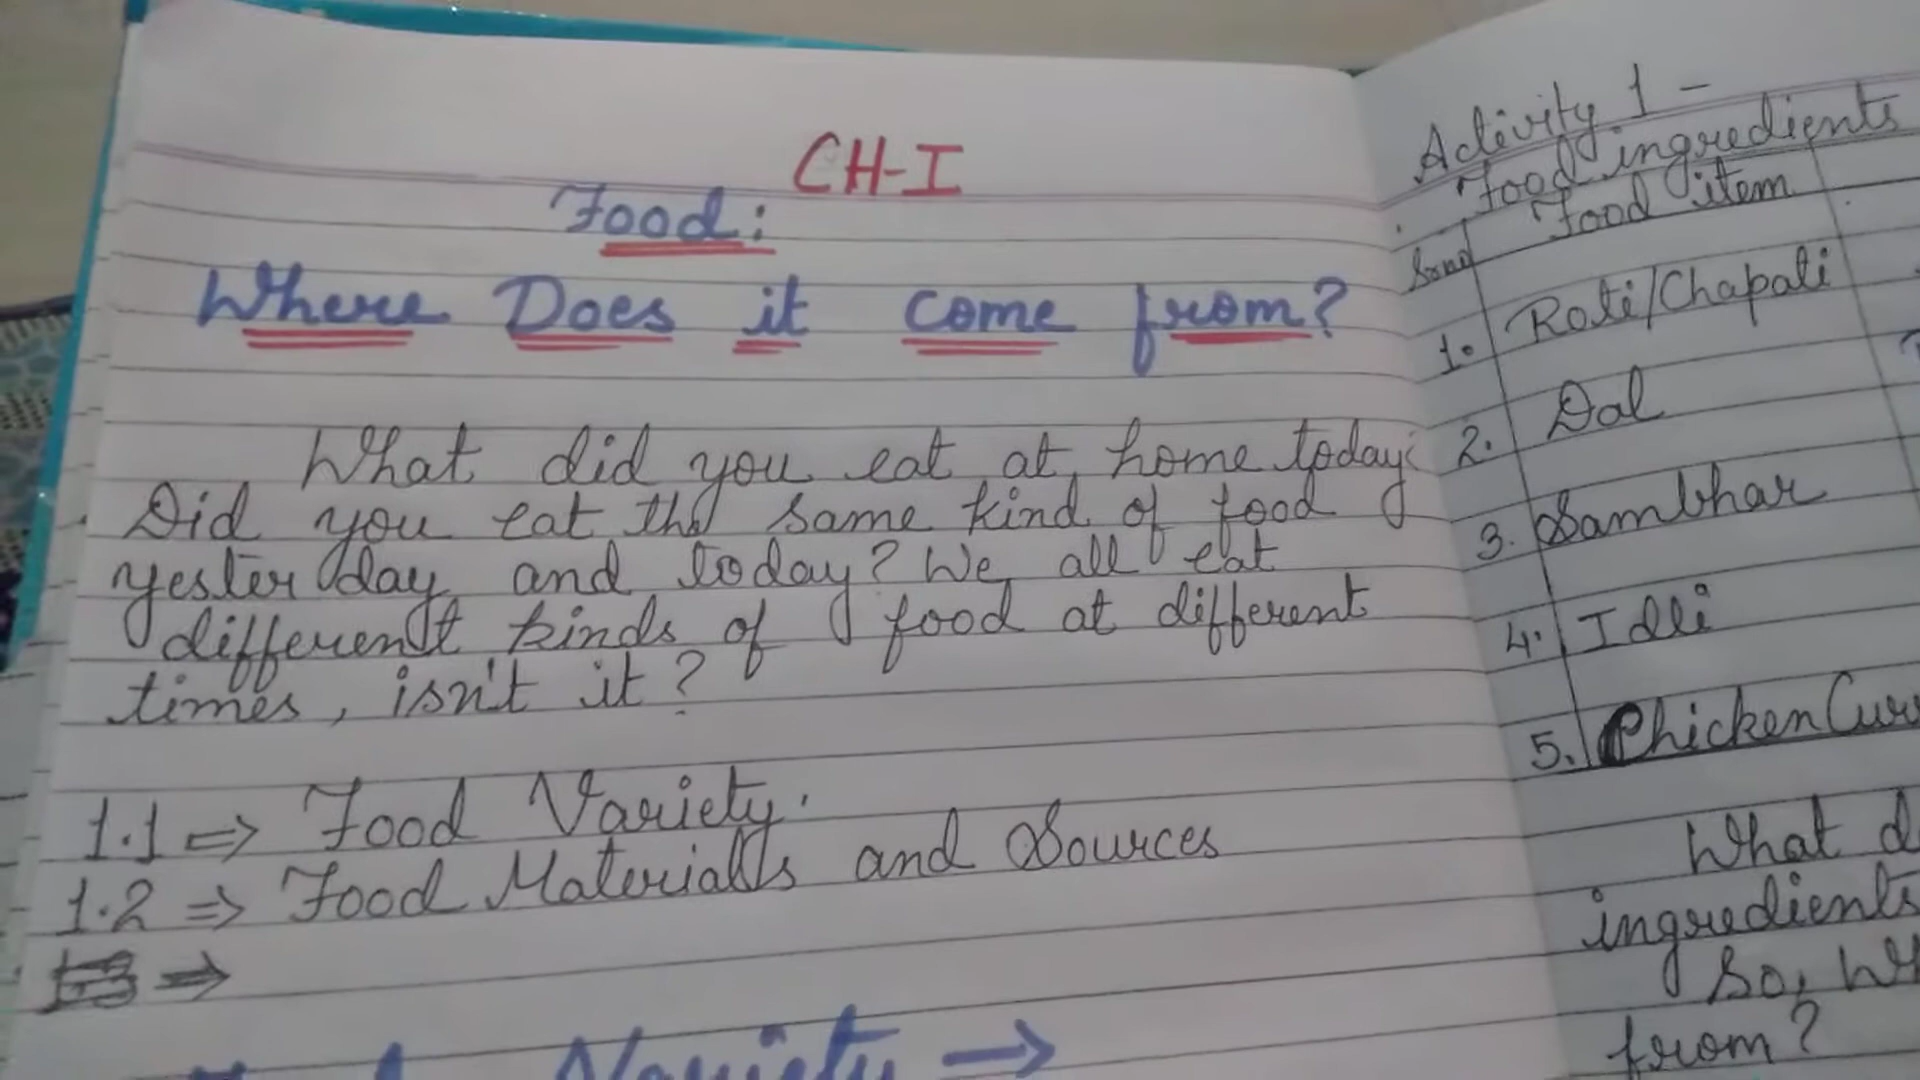 CH-I
Food:
Where Does it come from?
What did you eat at home today
Did you eat the same kind of food
yesterday and today? We all eat
different kinds of food at different
times, isn't it?
1.1 => Food Variety.
1.2 => Food Materials and Sources
Variety →
Activity 1 -
Food ingredients
Food item
1. Roti/Chapati
2. Dal
3. Sambhar
4. Idli
5. Chicken
What
ingredients
So,
from?